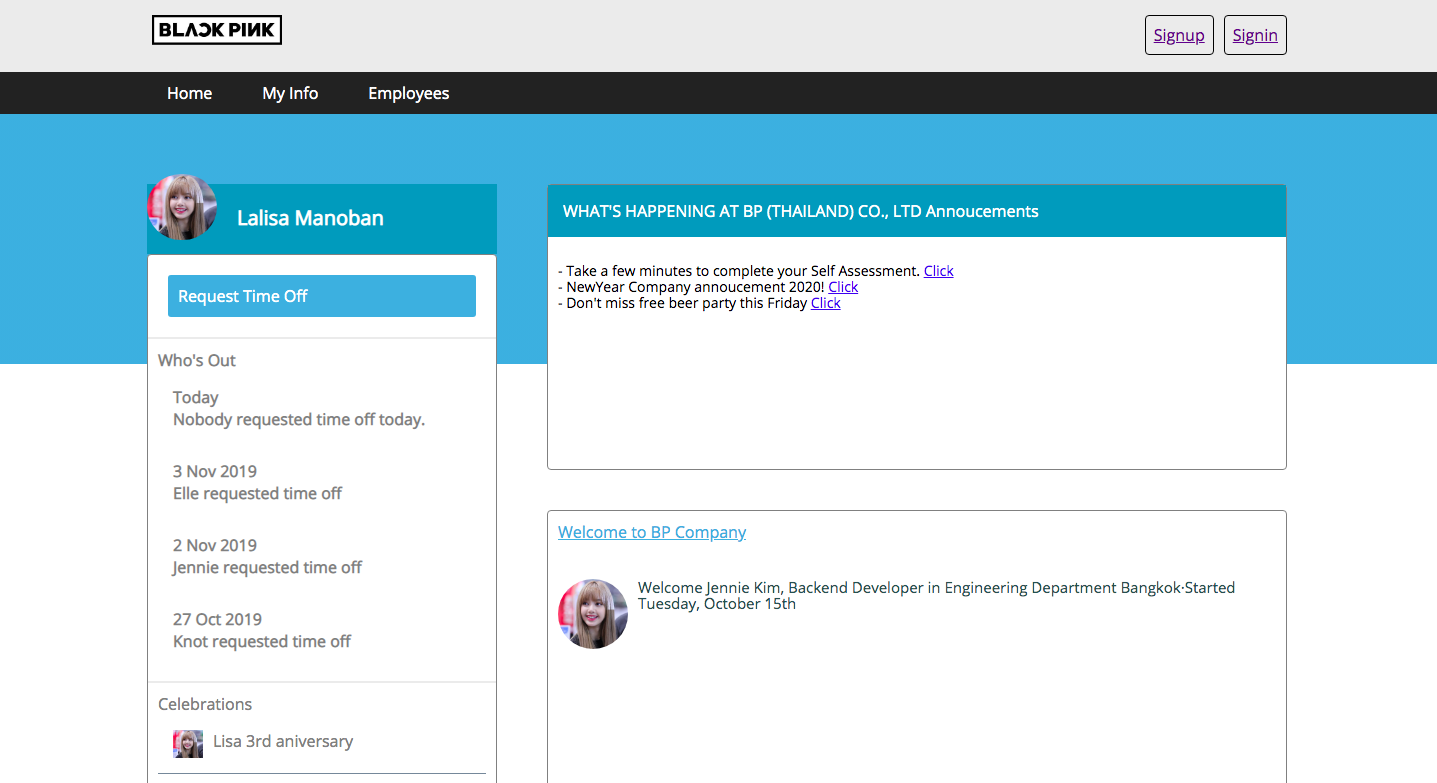 BLACKPINK
Signup
Signin
Home
My Info
Employees
Lalisa Manoban
Request Time Off
Who's Out
Today
Nobody requested time off today.
3 Nov 2019
Elle requested time off
2 Nov 2019
Jennie requested time off
27 Oct 2019
Knot requested time off
Celebrations
Lisa 3rd aniversary
WHAT'S HAPPENING AT BP (THAILAND) CO., LTD Annoucements
- Take a few minutes to complete your Self Assessment. Click
- NewYear Company annoucement 2020! Click
- Don't miss free beer party this Friday Click
Welcome to BP Company
Welcome Jennie Kim, Backend Developer in Engineering Department Bangkok·Started
Tuesday, October 15th